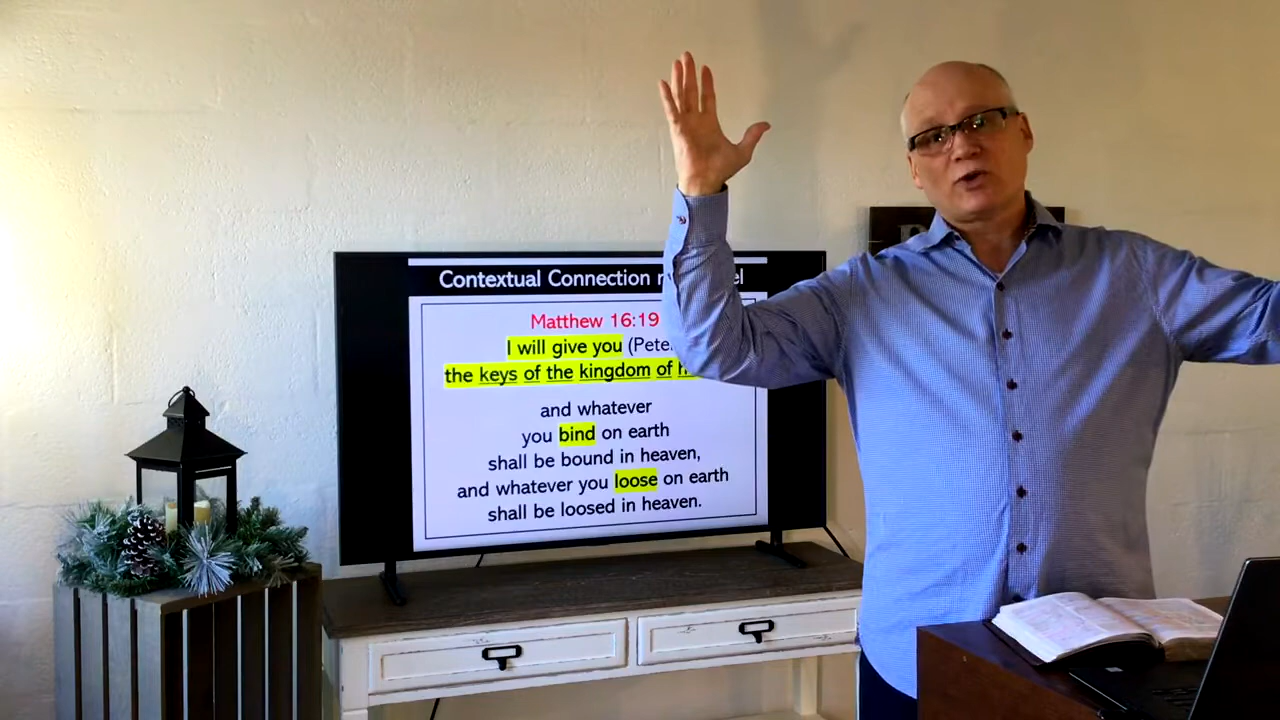 Contextual Connection
Matthew 16:19
I will give you (Peter
the keys of the kingdom of
and whatever
you bind on earth
shall be bound in heaven,
and whatever you loose on earth
shall be loosed in heaven.